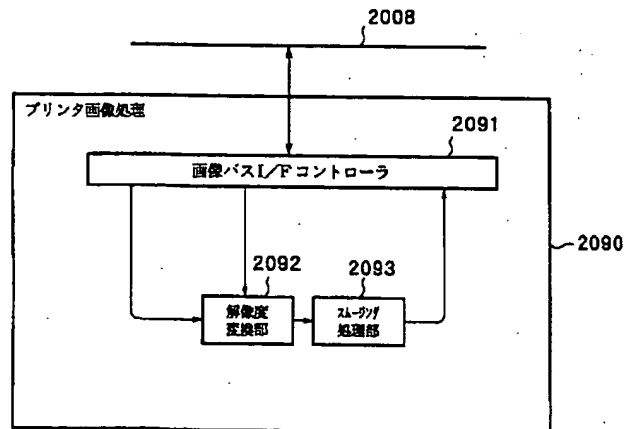 2008
プリンタ画像処理
2091
画像バスI/Fコントローラ
2090
2092
2093
解像度
変換部
スムージング
処理部